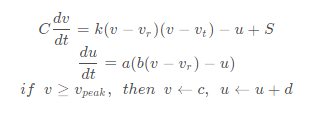 C dv/dt = k(v − v_r)(v − v_t) − u + S
du/dt = a(b(v − v_r) − u)
if v ≥ v_peak, then v ← c, u ← u + d